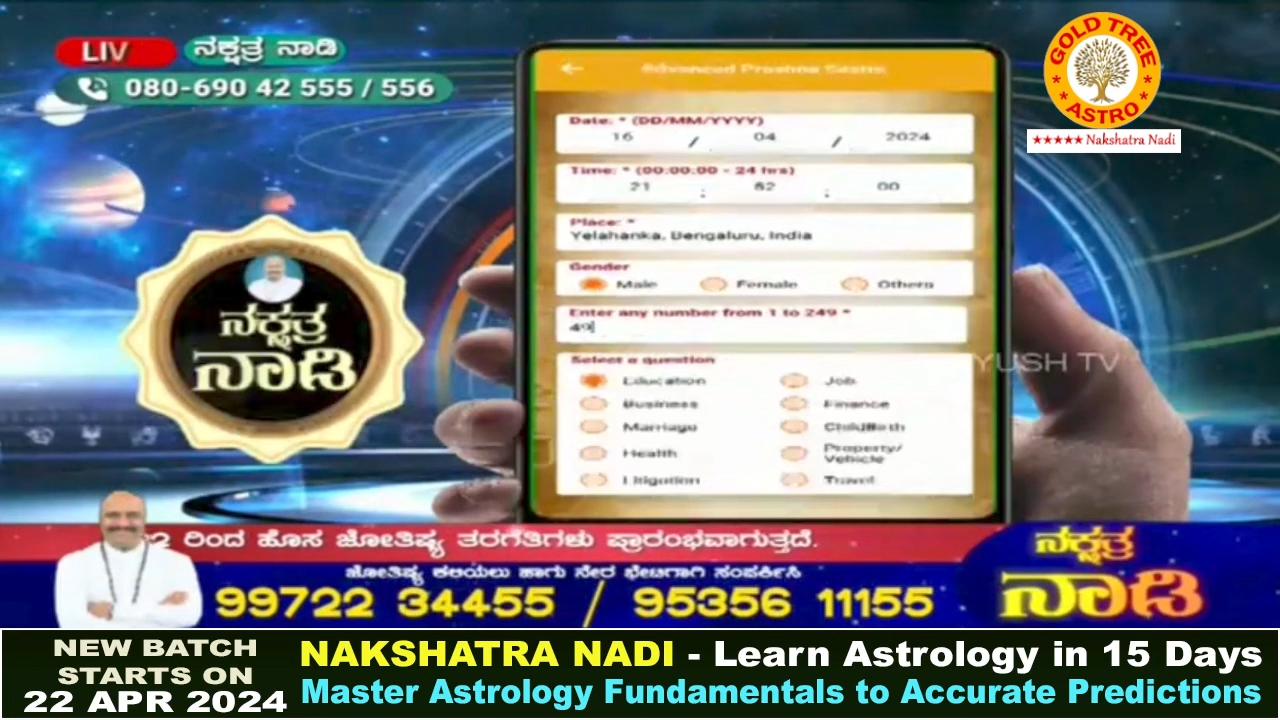 LIV
ನಕ್ಷತ್ರ ನಾಡಿ
080-690 42 555 / 556
GOLD TREE
ASTRO
★★★★★ Nakshatra Nadi
Advanced Prashna Sastra
Date: * (DD/MM/YYYY)
16 / 04 / 2024
Time: * (00:00:00 - 24 hrs)
21 : 52 : 00
Place: *
Yelahanka, Bengaluru, India
Gender
Male Female Others
Enter any number from 1 to 249 *
49
Select a question
Education Job
Business Finance
Marriage ChildBirth
Health Property/
Vehicle
Litigation Travel
ನಕ್ಷತ್ರ
ನಾಡಿ
YUSH TV
2 ರಿಂದ ಹೊಸ ಜೋತಿಷ್ಯ ತರಗತಿಗಳು ಪ್ರಾರಂಭವಾಗುತ್ತದೆ.
ಜೋತಿಷ್ಯ ಕಲಿಯಲು ಹಾಗು ನೇರ ಭೇಟಿಗಾಗಿ ಸಂಪರ್ಕಿಸಿ
99722 34455 / 95356 11155
ನಕ್ಷತ್ರ
ನಾಡಿ
NEW BATCH
STARTS ON
22 APR 2024
NAKSHATRA NADI - Learn Astrology in 15 Days
Master Astrology Fundamentals to Accurate Predictions